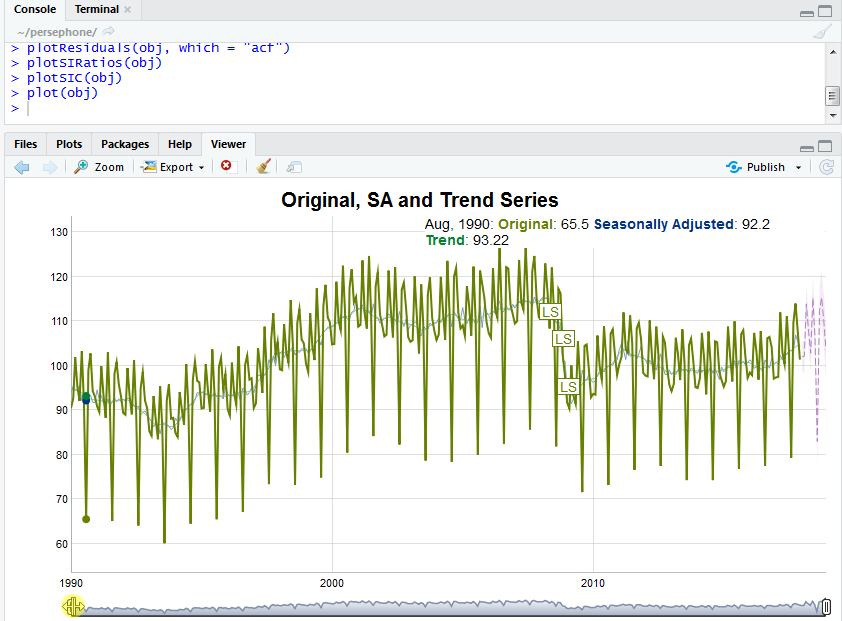 Console Terminal
~/persephone/
> plotResiduals(obj, which = "acf")
> plotSIRatios(obj)
> plotSIC(obj)
> plot(obj)
>
Files Plots Packages Help Viewer
Zoom Export Publish
Original, SA and Trend Series
Aug, 1990: Original: 65.5 Seasonally Adjusted: 92.2
Trend: 93.22
130
120
110
100
90
80
70
60
LS
LS
LS
1990 2000 2010